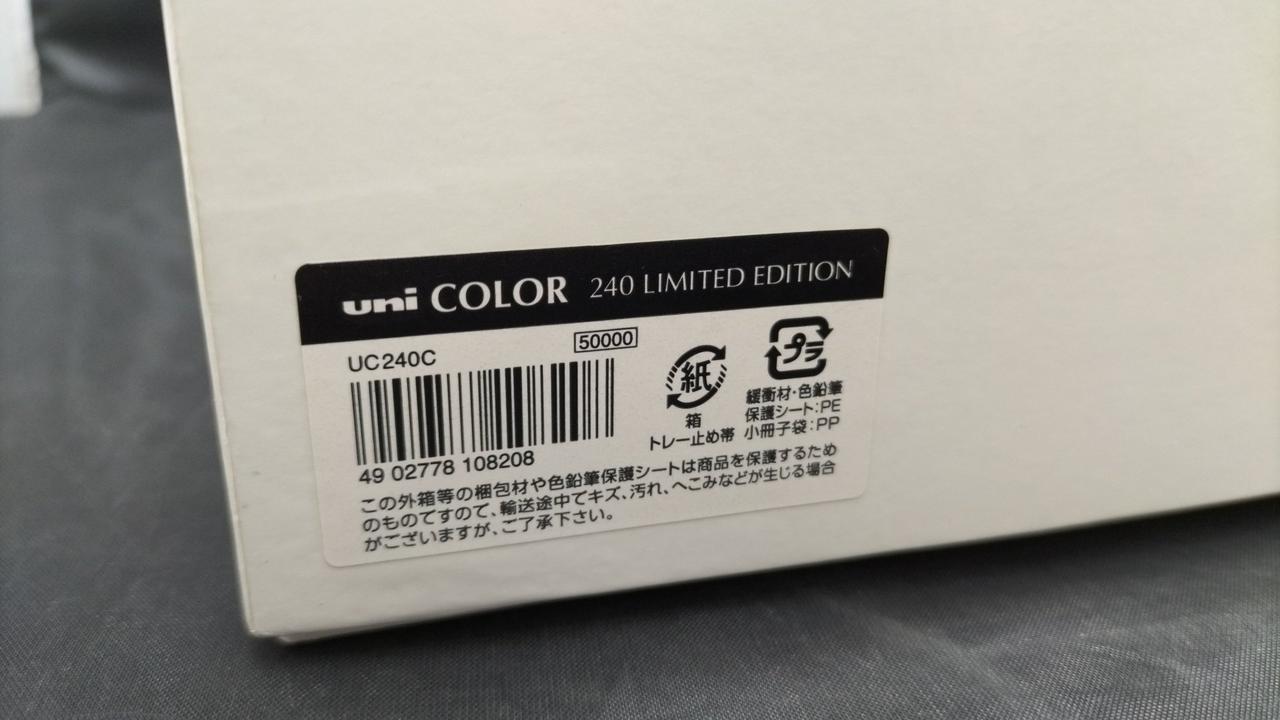 uni COLOR 240 LIMITED EDITION
UC240C
50000
49 02778 108208
紙
箱
トレー止め帯
プラ
緩衝材・色鉛筆
保護シート:PE
小冊子袋:PP
この外箱等の梱包材や色鉛筆保護シートは商品を保護するため
のものですので、輸送途中でキズ、汚れ、へこみなどが生じる場合
がございますが、ご了承下さい。